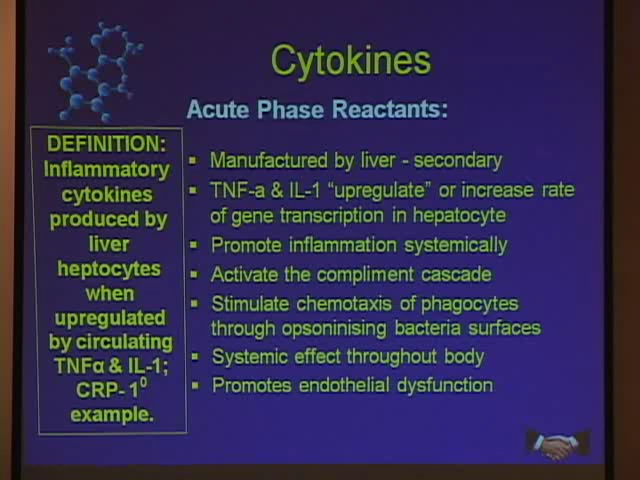 Cytokines
Acute Phase Reactants:
DEFINITION:
Inflammatory
cytokines
produced by
liver
heptocytes
when
upregulated
by circulating
TNFα & IL-1;
CRP- 1⁰
example.
▪ Manufactured by liver - secondary
▪ TNF-a & IL-1 “upregulate” or increase rate
of gene transcription in hepatocyte
▪ Promote inflammation systemically
▪ Activate the compliment cascade
▪ Stimulate chemotaxis of phagocytes
through opsoninising bacteria surfaces
▪ Systemic effect throughout body
▪ Promotes endothelial dysfunction